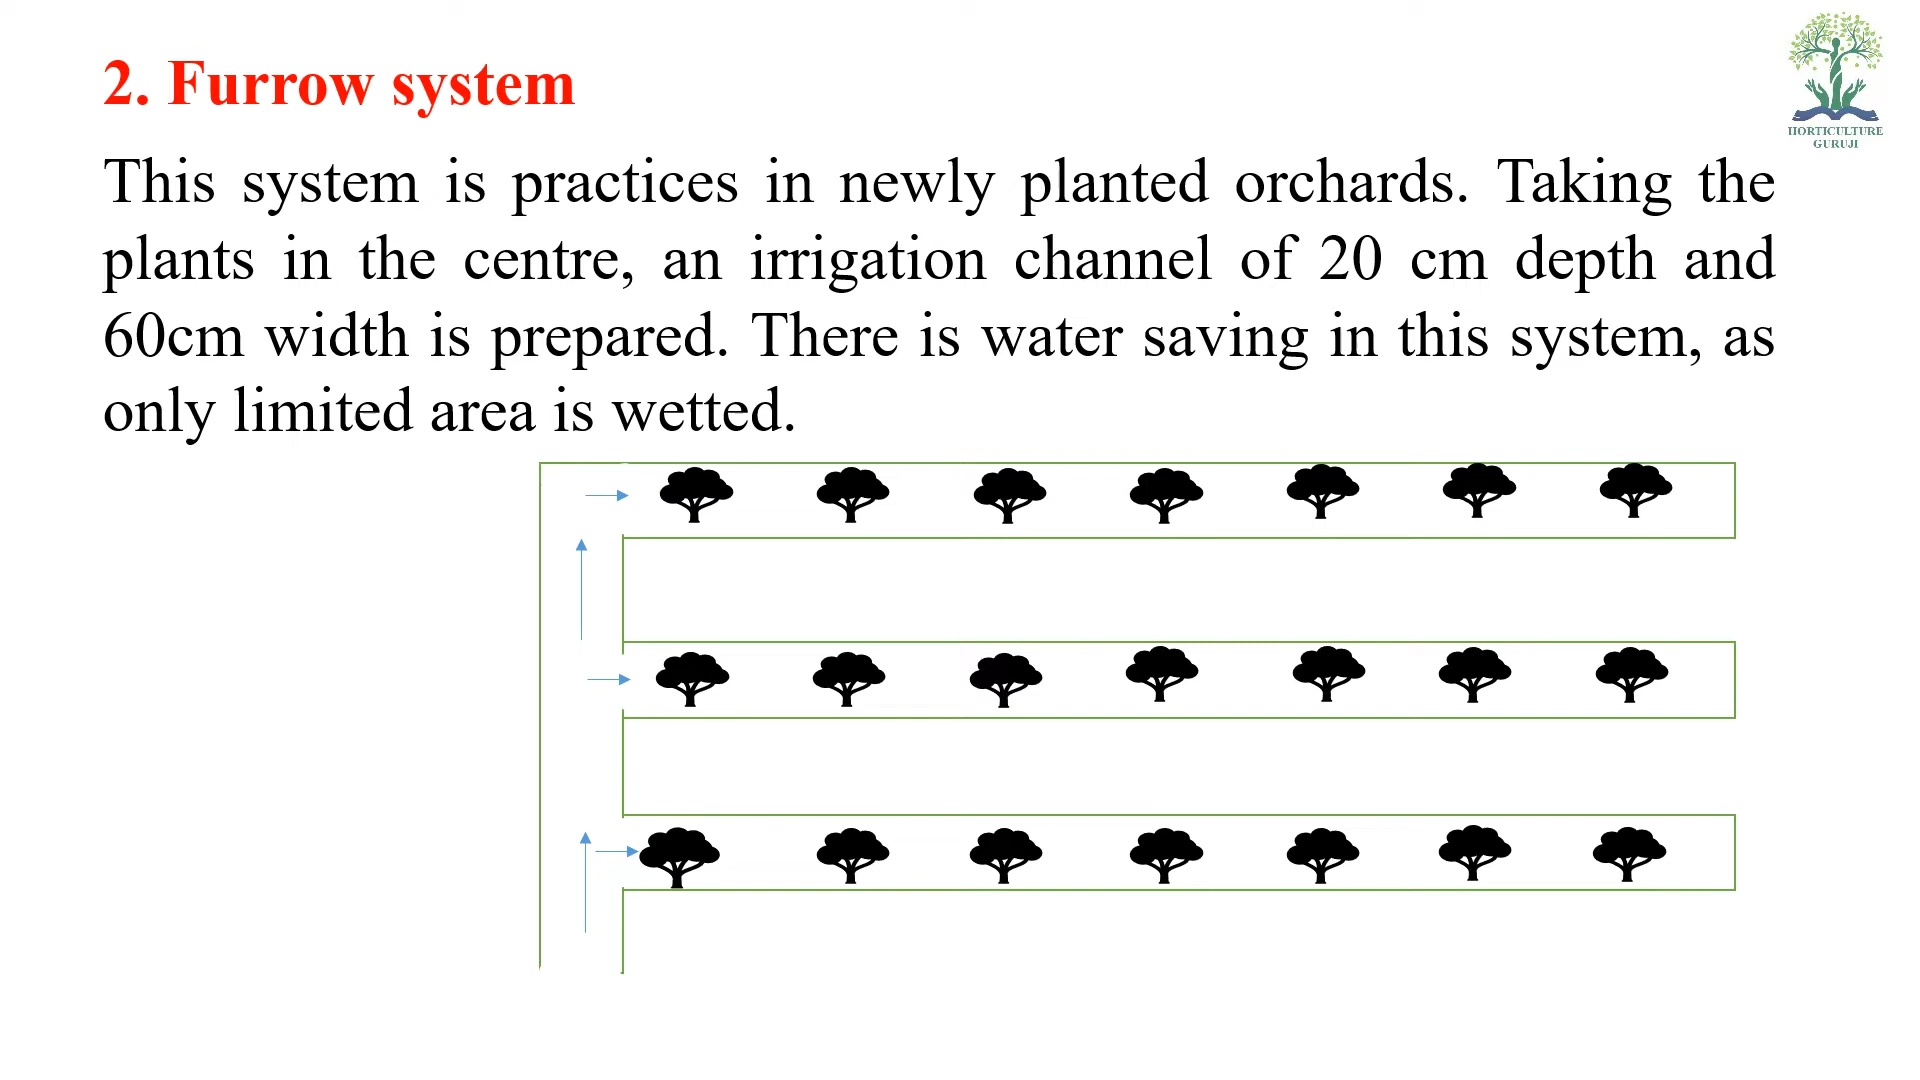 2. Furrow system
HORTICULTURE
GURUJI
This system is practices in newly planted orchards. Taking the
plants in the centre, an irrigation channel of 20 cm depth and
60cm width is prepared. There is water saving in this system, as
only limited area is wetted.